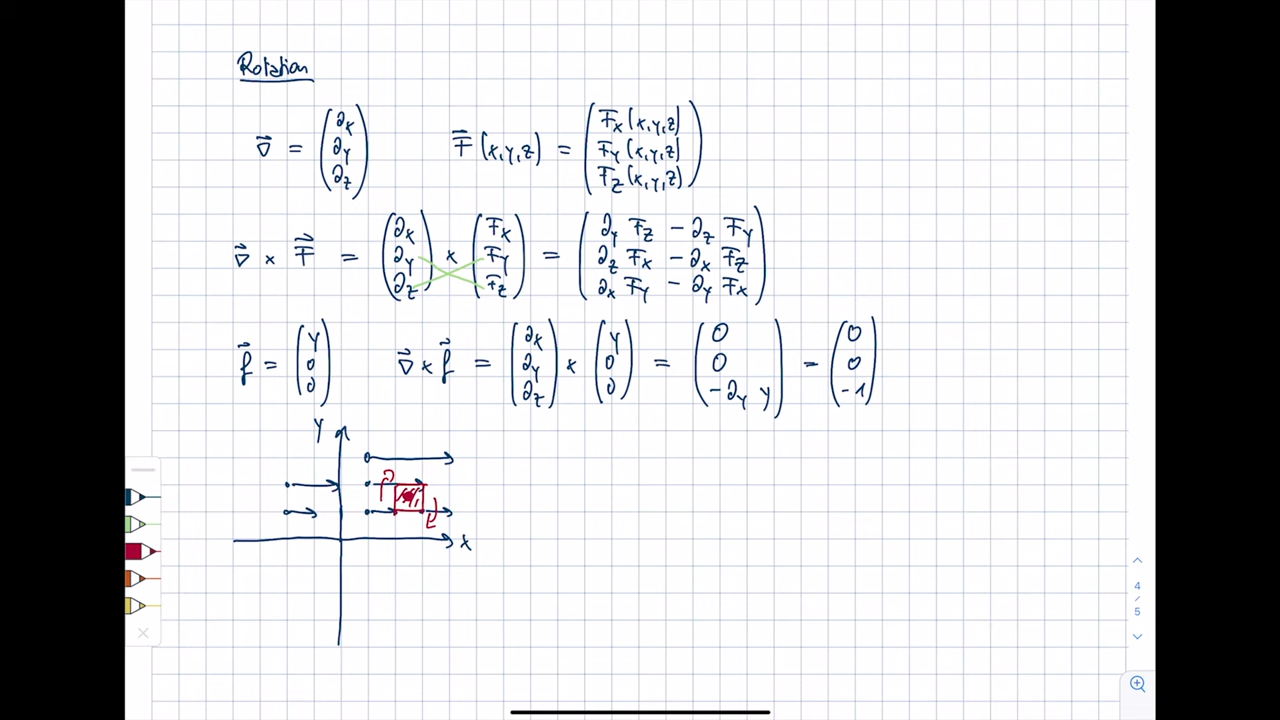 Rotation
∇⃗ = (∂x ∂y ∂z) F⃗ (x,y,z) = (Fx (x,y,z) Fy (x,y,z) Fz (x,y,z))
∇⃗ × F⃗ = (∂x ∂y ∂z) × (Fx Fy Fz) = (∂y Fz - ∂z Fy ∂z Fx - ∂x Fz ∂x Fy - ∂y Fx)
f⃗ = (y 0 0) ∇⃗ × f⃗ = (∂x ∂y ∂z) × (y 0 0) = (0 0 -∂y y) = (0 0 -1)
y
x
4
/
5